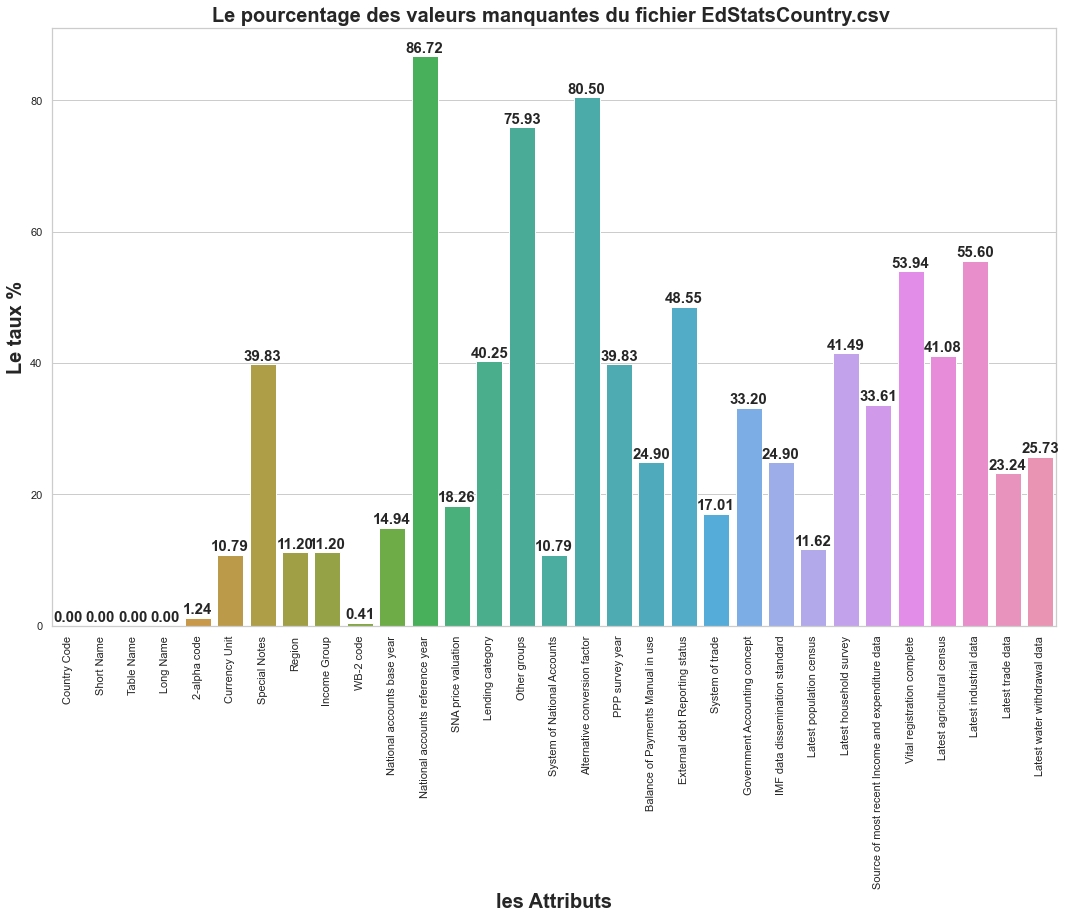 Le pourcentage des valeurs manquantes du fichier EdStatsCountry.csv
Le taux %
80
60
40
20
0
0.00
0.00
0.00
0.00
1.24
10.79
39.83
11.20
11.20
0.41
14.94
86.72
18.26
40.25
75.93
10.79
80.50
39.83
24.90
48.55
17.01
33.20
24.90
11.62
41.49
33.61
53.94
41.08
55.60
23.24
25.73
Country Code
Short Name
Table Name
Long Name
2-alpha code
Currency Unit
Special Notes
Region
Income Group
WB-2 code
National accounts base year
National accounts reference year
SNA price valuation
Lending category
Other groups
System of National Accounts
Alternative conversion factor
PPP survey year
Balance of Payments Manual in use
External debt Reporting status
System of trade
Government Accounting concept
IMF data dissemination standard
Latest population census
Latest household survey
Source of most recent Income and expenditure data
Vital registration complete
Latest agricultural census
Latest industrial data
Latest trade data
Latest water withdrawal data
les Attributs